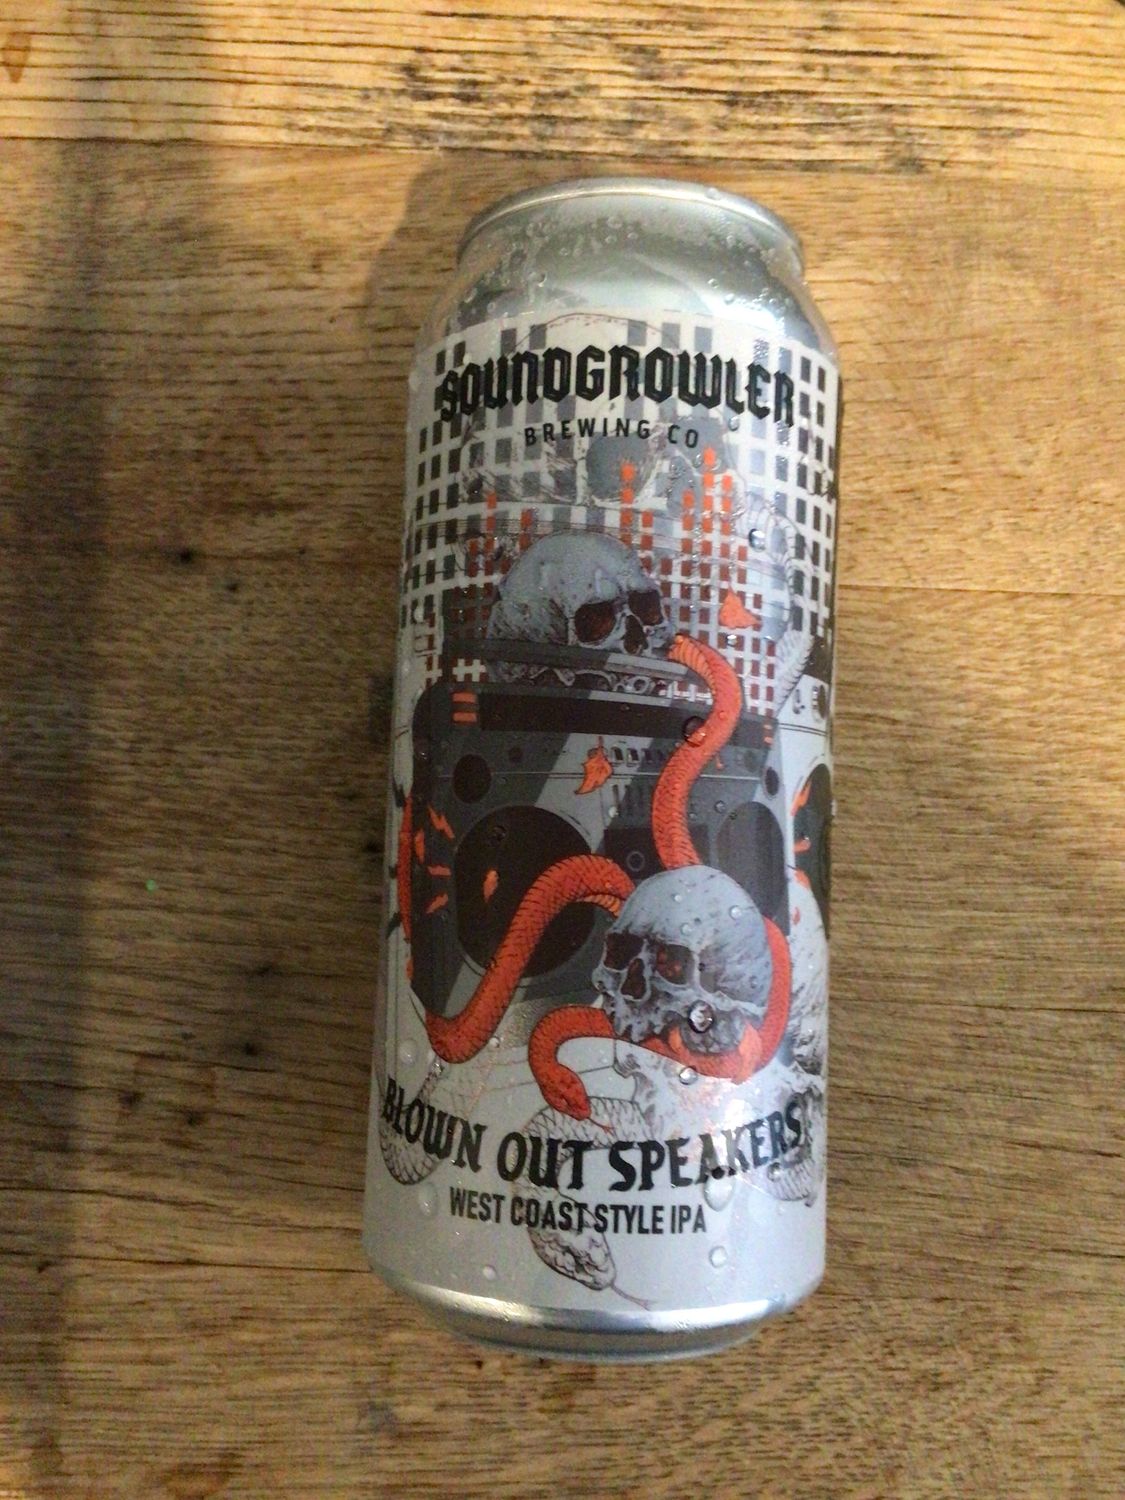 SOUNDGROWLER
BREWING CO
BLOWN OUT SPEAKERS
WEST COAST STYLE IPA